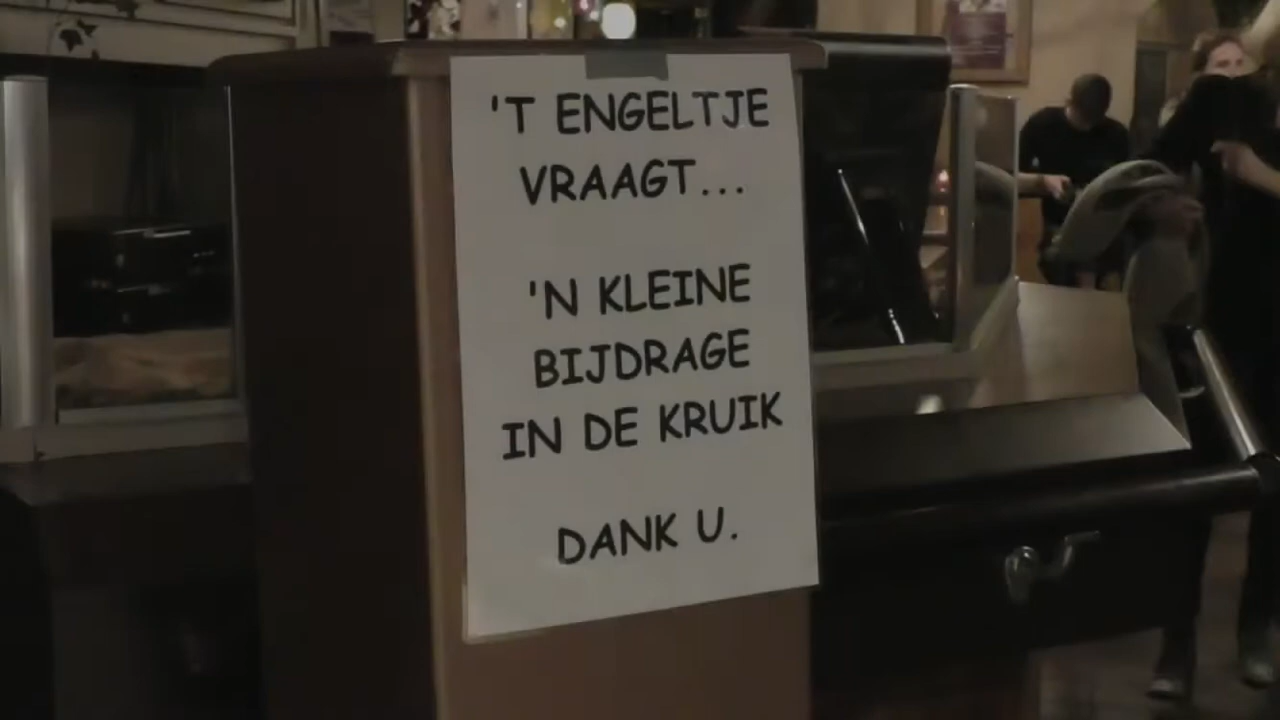 'T ENGELTJE
VRAAGT...
'N KLEINE
BIJDRAGE
IN DE KRUIK
DANK U.